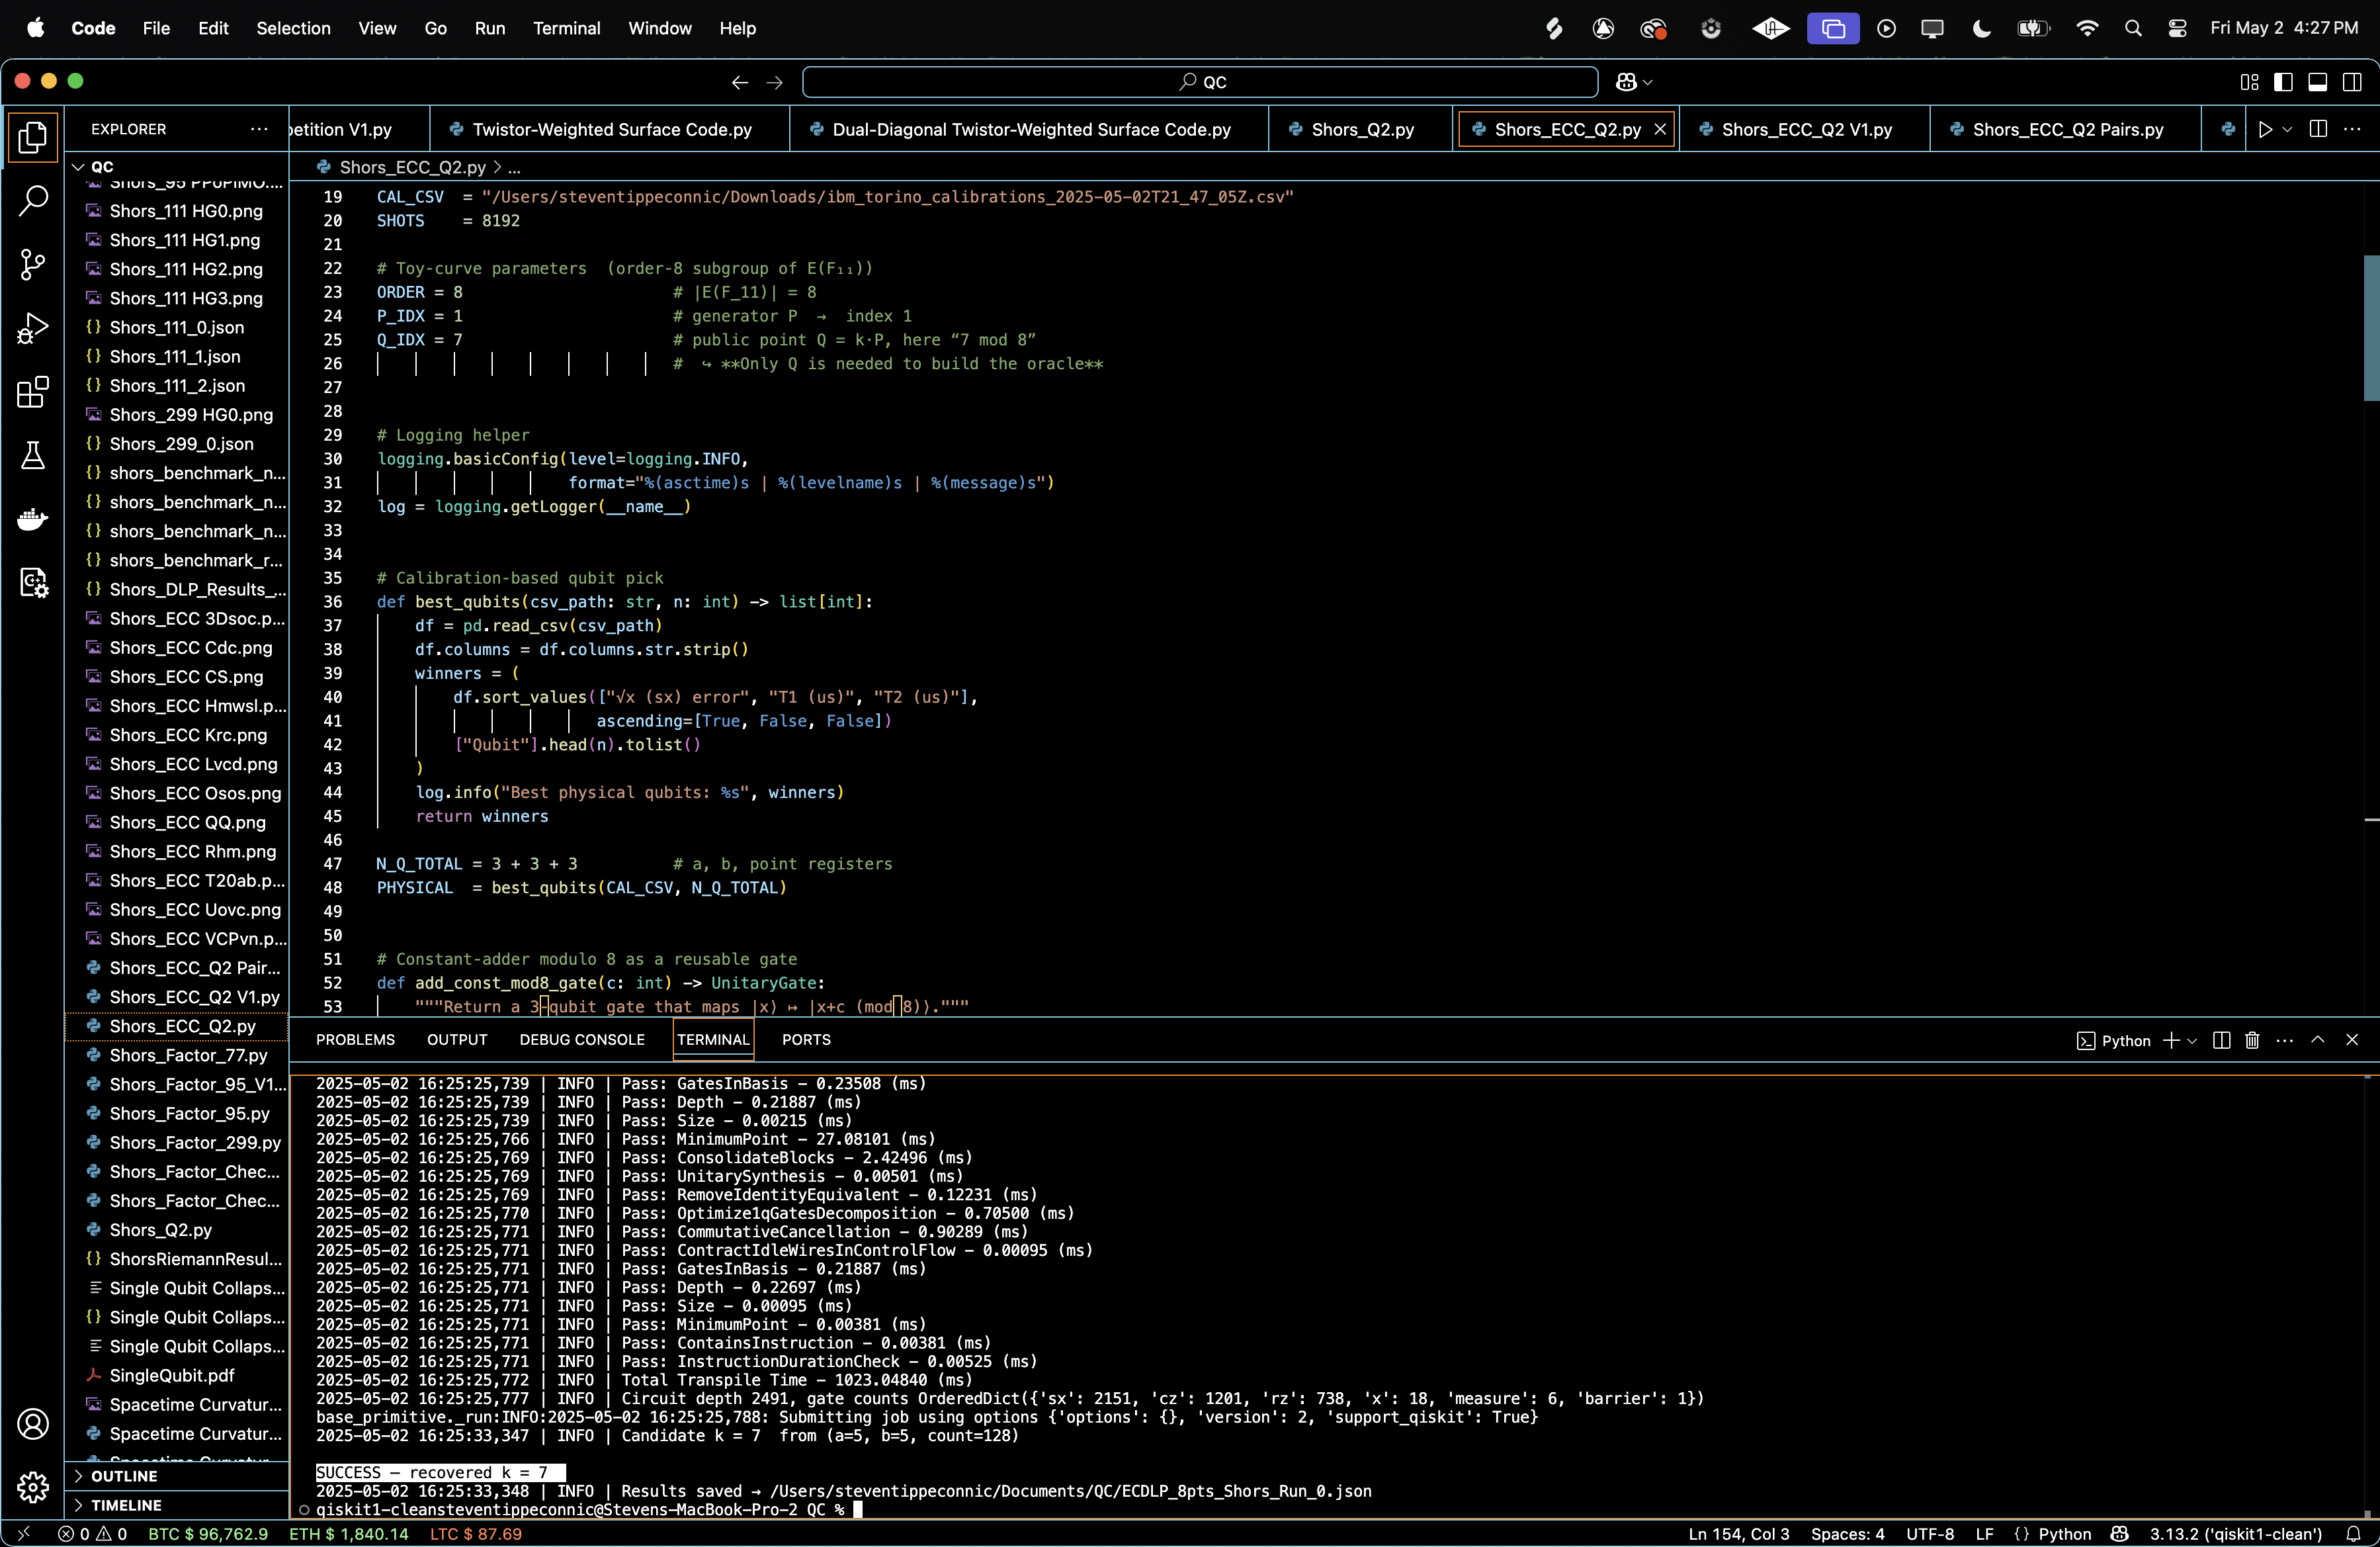 Code File Edit Selection View Go Run Terminal Window Help
Fri May 2 4:27 PM
QC
EXPLORER
petition V1.py
Twistor-Weighted Surface Code.py
Dual-Diagonal Twistor-Weighted Surface Code.py
Shors_Q2.py
Shors_ECC_Q2.py
Shors_ECC_Q2 V1.py
Shors_ECC_Q2 Pairs.py
QC
Shors_95 PPoPIMO....
Shors_111 HG0.png
Shors_111 HG1.png
Shors_111 HG2.png
Shors_111 HG3.png
Shors_111_0.json
Shors_111_1.json
Shors_111_2.json
Shors_299 HG0.png
Shors_299_0.json
shors_benchmark_n...
shors_benchmark_n...
shors_benchmark_n...
shors_benchmark_r...
Shors_DLP_Results_...
Shors_ECC 3Dsoc.p...
Shors_ECC Cdc.png
Shors_ECC CS.png
Shors_ECC Hmwsl.p...
Shors_ECC Krc.png
Shors_ECC Lvcd.png
Shors_ECC Osos.png
Shors_ECC QQ.png
Shors_ECC Rhm.png
Shors_ECC T20ab.p...
Shors_ECC Uovc.png
Shors_ECC VCPvn.p...
Shors_ECC_Q2 Pair...
Shors_ECC_Q2 V1.py
Shors_ECC_Q2.py
Shors_Factor_77.py
Shors_Factor_95_V1...
Shors_Factor_95.py
Shors_Factor_299.py
Shors_Factor_Chec...
Shors_Factor_Chec...
Shors_Q2.py
ShorsRiemannResul...
Single Qubit Collaps...
Single Qubit Collaps...
Single Qubit Collaps...
SingleQubit.pdf
Spacetime Curvatur...
Spacetime Curvatur...
Spacetime Curvatur...
OUTLINE
TIMELINE
Shors_ECC_Q2.py > ...
19 CAL_CSV = "/Users/steventippeconnic/Downloads/ibm_torino_calibrations_2025-05-02T21_47_05Z.csv"
20 SHOTS = 8192
21
22 # Toy-curve parameters (order-8 subgroup of E(F₁₁))
23 ORDER = 8 # |E(F_11)| = 8
24 P_IDX = 1 # generator P → index 1
25 Q_IDX = 7 # public point Q = k·P, here “7 mod 8”
26 # ↪ **Only Q is needed to build the oracle**
27
28
29 # Logging helper
30 logging.basicConfig(level=logging.INFO,
31 format="%(asctime)s | %(levelname)s | %(message)s")
32 log = logging.getLogger(__name__)
33
34
35 # Calibration-based qubit pick
36 def best_qubits(csv_path: str, n: int) -> list[int]:
37 df = pd.read_csv(csv_path)
38 df.columns = df.columns.str.strip()
39 winners = (
40 df.sort_values(["√x (sx) error", "T1 (us)", "T2 (us)"],
41 ascending=[True, False, False])
42 ["Qubit"].head(n).tolist()
43 )
44 log.info("Best physical qubits: %s", winners)
45 return winners
46
47 N_Q_TOTAL = 3 + 3 + 3 # a, b, point registers
48 PHYSICAL = best_qubits(CAL_CSV, N_Q_TOTAL)
49
50
51 # Constant-adder modulo 8 as a reusable gate
52 def add_const_mod8_gate(c: int) -> UnitaryGate:
53 """Return a 3-qubit gate that maps |x⟩ ↦ |x+c (mod 8)⟩."""
PROBLEMS OUTPUT DEBUG CONSOLE TERMINAL PORTS
Python
2025-05-02 16:25:25,739 | INFO | Pass: GatesInBasis - 0.23508 (ms)
2025-05-02 16:25:25,739 | INFO | Pass: Depth - 0.21887 (ms)
2025-05-02 16:25:25,739 | INFO | Pass: Size - 0.00215 (ms)
2025-05-02 16:25:25,766 | INFO | Pass: MinimumPoint - 27.08101 (ms)
2025-05-02 16:25:25,769 | INFO | Pass: ConsolidateBlocks - 2.42496 (ms)
2025-05-02 16:25:25,769 | INFO | Pass: UnitarySynthesis - 0.00501 (ms)
2025-05-02 16:25:25,769 | INFO | Pass: RemoveIdentityEquivalent - 0.12231 (ms)
2025-05-02 16:25:25,770 | INFO | Pass: Optimize1qGatesDecomposition - 0.70500 (ms)
2025-05-02 16:25:25,771 | INFO | Pass: CommutativeCancellation - 0.90289 (ms)
2025-05-02 16:25:25,771 | INFO | Pass: ContractIdleWiresInControlFlow - 0.00095 (ms)
2025-05-02 16:25:25,771 | INFO | Pass: GatesInBasis - 0.21887 (ms)
2025-05-02 16:25:25,771 | INFO | Pass: Depth - 0.22697 (ms)
2025-05-02 16:25:25,771 | INFO | Pass: Size - 0.00095 (ms)
2025-05-02 16:25:25,771 | INFO | Pass: MinimumPoint - 0.00381 (ms)
2025-05-02 16:25:25,771 | INFO | Pass: ContainsInstruction - 0.00381 (ms)
2025-05-02 16:25:25,771 | INFO | Pass: InstructionDurationCheck - 0.00525 (ms)
2025-05-02 16:25:25,772 | INFO | Total Transpile Time - 1023.04840 (ms)
2025-05-02 16:25:25,777 | INFO | Circuit depth 2491, gate counts OrderedDict({'sx': 2151, 'cz': 1201, 'rz': 738, 'x': 18, 'measure': 6, 'barrier': 1})
base_primitive._run:INFO:2025-05-02 16:25:25,788: Submitting job using options {'options': {}, 'version': 2, 'support_qiskit': True}
2025-05-02 16:25:33,347 | INFO | Candidate k = 7 from (a=5, b=5, count=128)
SUCCESS — recovered k = 7
2025-05-02 16:25:33,348 | INFO | Results saved → /Users/steventippeconnic/Documents/QC/ECDLP_8pts_Shors_Run_0.json
qiskit1-cleansteventippeconnic@Stevens-MacBook-Pro-2 QC %
0 0 BTC $ 96,762.9 ETH $ 1,840.14 LTC $ 87.69
Ln 154, Col 3 Spaces: 4 UTF-8 LF {} Python 3.13.2 ('qiskit1-clean')